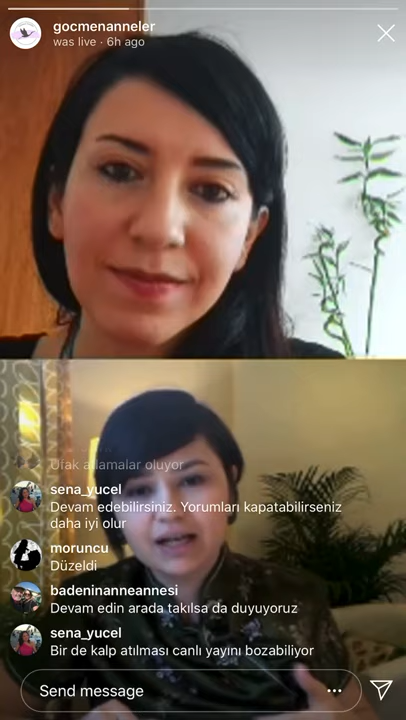 gocmenanneler
was live · 6h ago
Ufak atlamalar oluyor
sena_yucel
Devam edebilirsiniz. Yorumları kapatabilirseniz
daha iyi olur
moruncu
Düzeldi
badeninanneannesi
Devam edin arada takılsa da duyuyoruz
sena_yucel
Bir de kalp atılması canlı yayını bozabiliyor
Send message